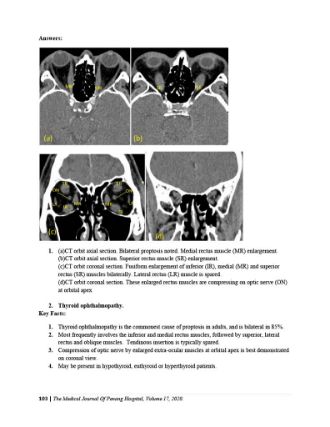 Answers:
(a)
(b)
(c)
(d)
1. (a)CT orbit axial section. Bilateral proptosis noted. Medial rectus muscle (MR) enlargement.
(b)CT orbit axial section. Superior rectus muscle (SR) enlargement.
(c)CT orbit coronal section. Fusiform enlargement of inferior (IR), medial (MR) and superior
rectus (SR) muscles bilaterally. Lateral rectus (LR) muscle is spared.
(d)CT orbit coronal section. These enlarged rectus muscles are compressing on optic nerve (ON)
at orbital apex.
2. Thyroid ophthalmopathy.
Key Facts:
1. Thyroid ophthalmopathy is the commonest cause of proptosis in adults, and is bilateral in 85%.
2. Most frequently involves the inferior and medial rectus muscles, followed by superior, lateral
rectus and oblique muscles. Tendinous insertion is typically spared.
3. Compression of optic nerve by enlarged extra-ocular muscles at orbital apex is best demonstrated
on coronal view.
4. May be present in hypothyroid, euthyroid or hyperthyroid patients.
103 | The Medical Journal Of Penang Hospital, Volume 17, 2020